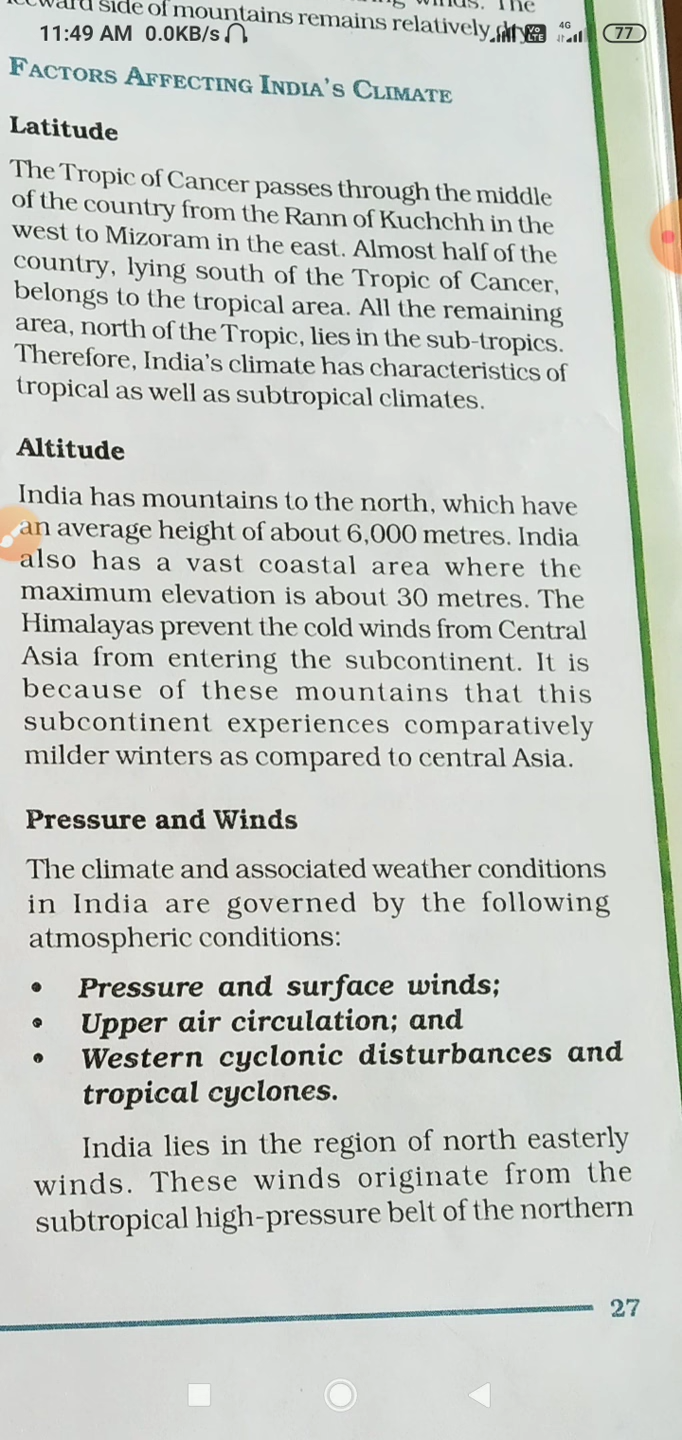 side of mountains remains relatively dry
11:49 AM 0.0KB/s Vo LTE 4G 77
FACTORS AFFECTING INDIA'S CLIMATE
Latitude
The Tropic of Cancer passes through the middle
of the country from the Rann of Kuchchh in the
west to Mizoram in the east. Almost half of the
country, lying south of the Tropic of Cancer,
belongs to the tropical area. All the remaining
area, north of the Tropic, lies in the sub-tropics.
Therefore, India's climate has characteristics of
tropical as well as subtropical climates.
Altitude
India has mountains to the north, which have
an average height of about 6,000 metres. India
also has a vast coastal area where the
maximum elevation is about 30 metres. The
Himalayas prevent the cold winds from Central
Asia from entering the subcontinent. It is
because of these mountains that this
subcontinent experiences comparatively
milder winters as compared to central Asia.
Pressure and Winds
The climate and associated weather conditions
in India are governed by the following
atmospheric conditions:
• Pressure and surface winds;
• Upper air circulation; and
• Western cyclonic disturbances and
tropical cyclones.
India lies in the region of north easterly
winds. These winds originate from the
subtropical high-pressure belt of the northern
27